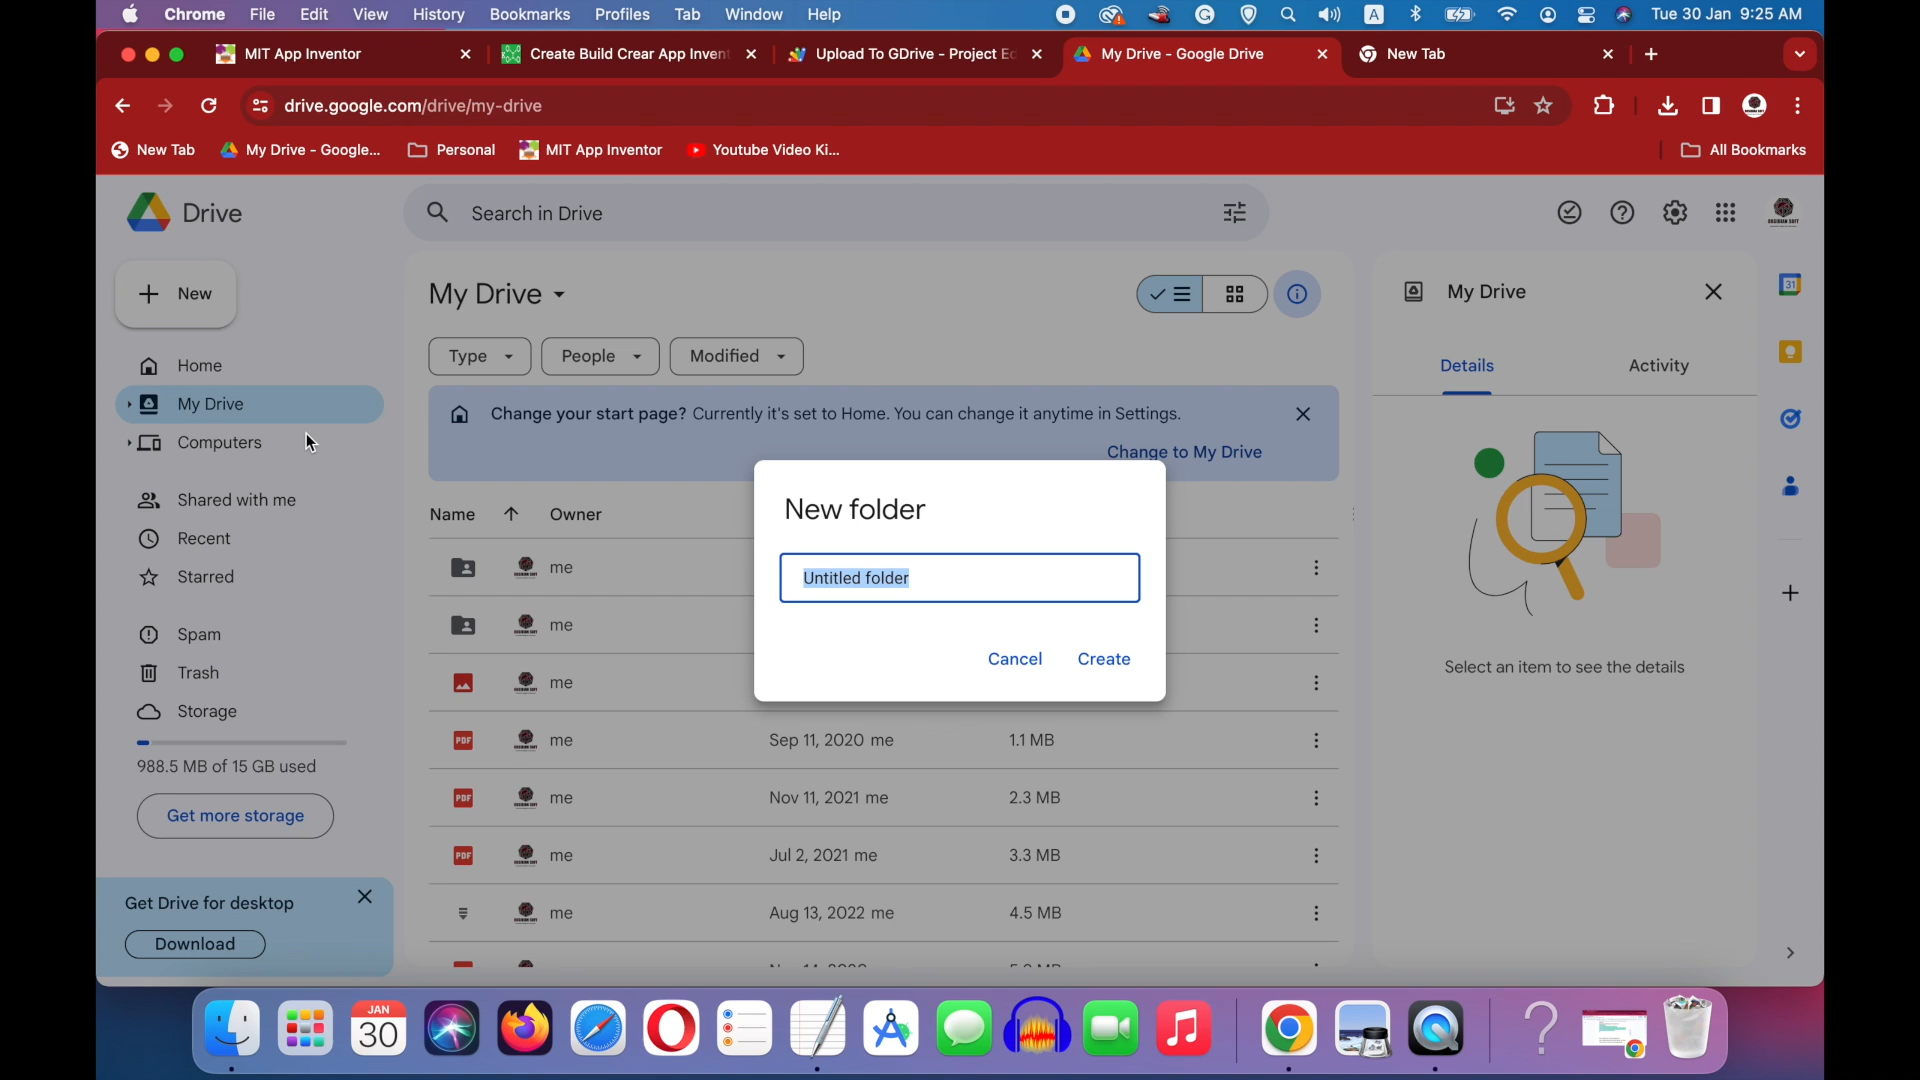 Chrome File Edit View History Bookmarks Profiles Tab Window Help A Tue 30 Jan 9:25 AM
MIT App Inventor Create Build Crear App Invent Upload To GDrive - Project Ec My Drive - Google Drive New Tab
drive.google.com/drive/my-drive
New Tab My Drive - Google... Personal MIT App Inventor Youtube Video Ki... All Bookmarks
Drive Search in Drive
New
My Drive
My Drive
31
Type People Modified
Home
Details Activity
My Drive
Change your start page? Currently it's set to Home. You can change it anytime in Settings.
Computers
Change to My Drive
Shared with me
Name Owner
New folder
Recent
me
Starred
Untitled folder
me
Spam
Cancel Create
Select an item to see the details
Trash
me
Storage
PDF me Sep 11, 2020 me 1.1 MB
988.5 MB of 15 GB used
PDF me Nov 11, 2021 me 2.3 MB
Get more storage
PDF me Jul 2, 2021 me 3.3 MB
Get Drive for desktop
me Aug 13, 2022 me 4.5 MB
Download
JAN
30